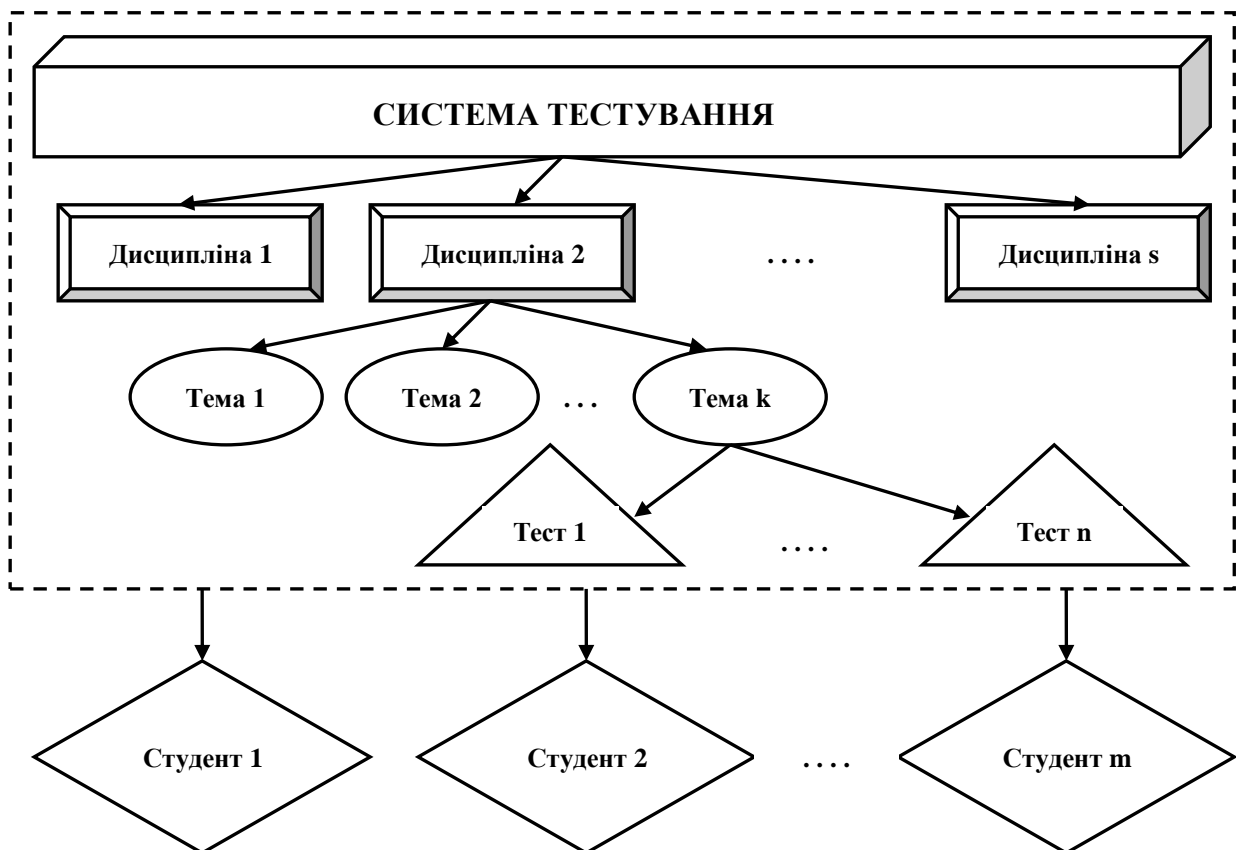 СИСТЕМА ТЕСТУВАННЯ
Дисципліна 1 Дисципліна 2 .... Дисципліна s
Тема 1 Тема 2 ... Тема k
Тест 1 .... Тест n
Студент 1 Студент 2 .... Студент m